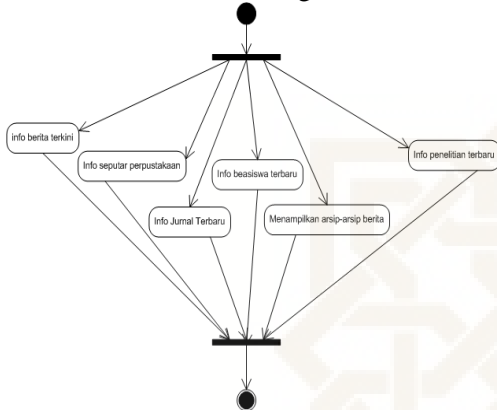 info berita terkini
Info seputar perpustakaan
Info Jurnal Terbaru
Info beasiswa terbaru
Menampilkan arsip-arsip berita
Info penelitian terbaru